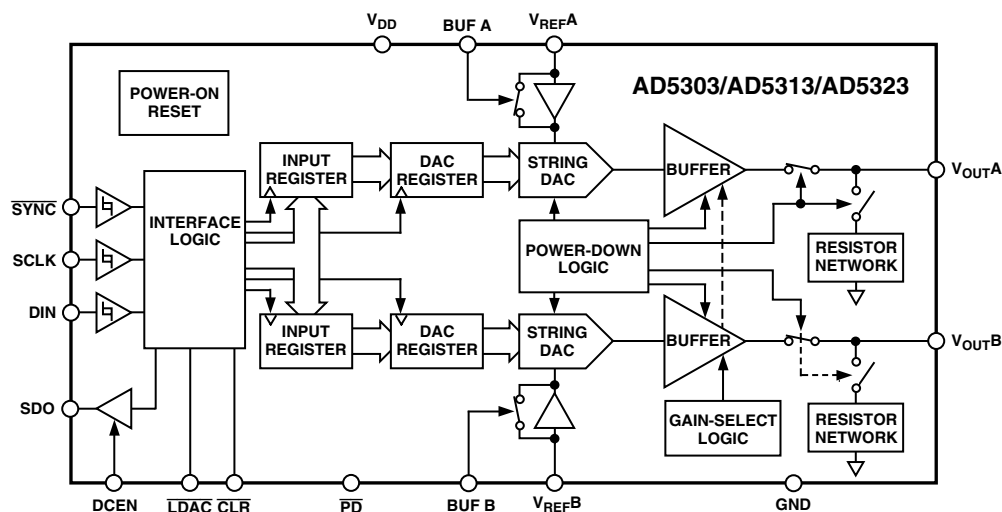 VDD
BUF A
VREFA
POWER-ON
RESET
AD5303/AD5313/AD5323
INPUT
REGISTER
DAC
REGISTER
STRING
DAC
BUFFER
VOUTA
SYNC
INTERFACE
LOGIC
SCLK
POWER-DOWN
LOGIC
RESISTOR
NETWORK
DIN
INPUT
REGISTER
DAC
REGISTER
STRING
DAC
BUFFER
VOUTB
SDO
GAIN-SELECT
LOGIC
RESISTOR
NETWORK
DCEN
LDAC
CLR
PD
BUF B
VREFB
GND